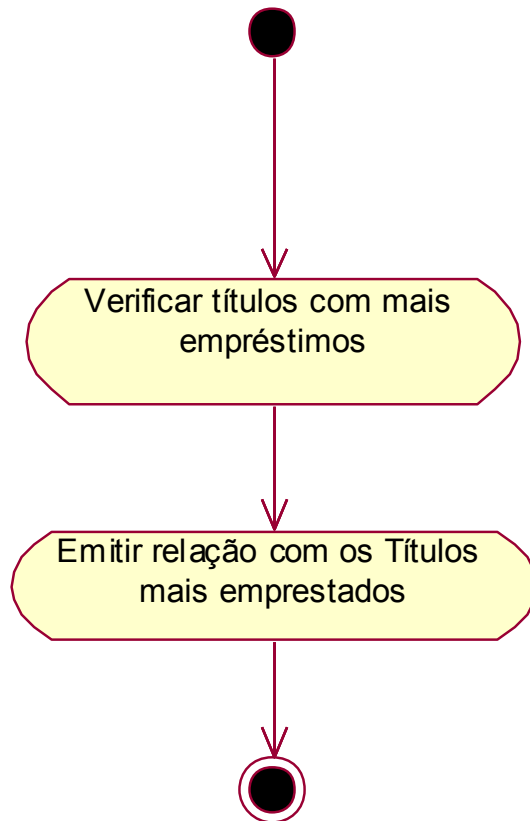 Verificar títulos com mais
empréstimos
Emitir relação com os Títulos
mais emprestados